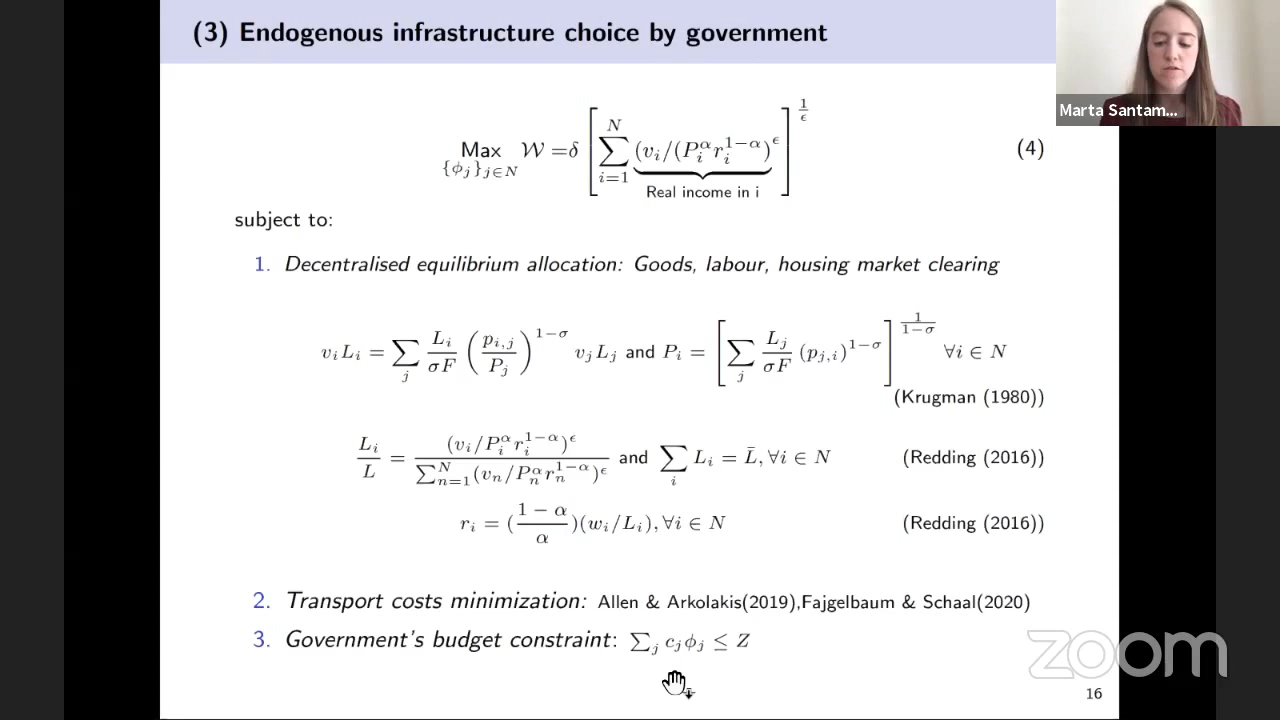 (3) Endogenous infrastructure choice by government
Marta Santam...
Max_{\{\phi_j\}_{j \in N}} \mathcal{W} = \delta \left[ \sum_{i=1}^{N} \underbrace{(v_i/(P_i^{\alpha} r_i^{1-\alpha})}_{\text{Real income in i}}{}^{\epsilon} \right]^{\frac{1}{\epsilon}} (4)
subject to:
1. Decentralised equilibrium allocation: Goods, labour, housing market clearing
v_i L_i = \sum_j \frac{L_i}{\sigma F} \left( \frac{p_{i,j}}{P_j} \right)^{1-\sigma} v_j L_j and P_i = \left[ \sum_j \frac{L_j}{\sigma F} (p_{j,i})^{1-\sigma} \right]^{\frac{1}{1-\sigma}} \forall i \in N
(Krugman (1980))
\frac{L_i}{L} = \frac{(v_i/P_i^{\alpha} r_i^{1-\alpha})^{\epsilon}}{\sum_{n=1}^{N} (v_n/P_n^{\alpha} r_n^{1-\alpha})^{\epsilon}} and \sum_i L_i = \bar{L}, \forall i \in N (Redding (2016))
r_i = (\frac{1-\alpha}{\alpha})(w_i/L_i), \forall i \in N (Redding (2016))
2. Transport costs minimization: Allen & Arkolakis(2019),Fajgelbaum & Schaal(2020)
3. Government's budget constraint: \sum_j c_j \phi_j \leq Z
zoom
16